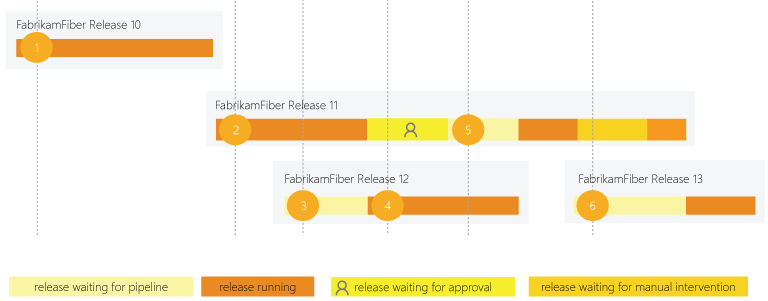 FabrikamFiber Release 10
1
FabrikamFiber Release 11
2
5
FabrikamFiber Release 12
3
4
FabrikamFiber Release 13
6
release waiting for pipeline
release running
release waiting for approval
release waiting for manual intervention